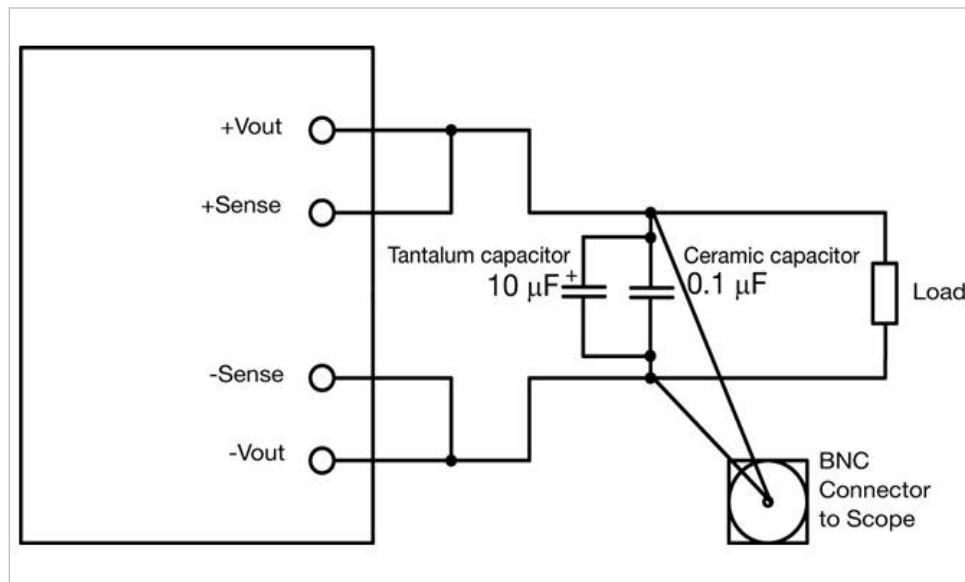 +Vout
+Sense
Tantalum capacitor
10 μF
+
Ceramic capacitor
0.1 μF
Load
-Sense
-Vout
BNC
Connector
to Scope